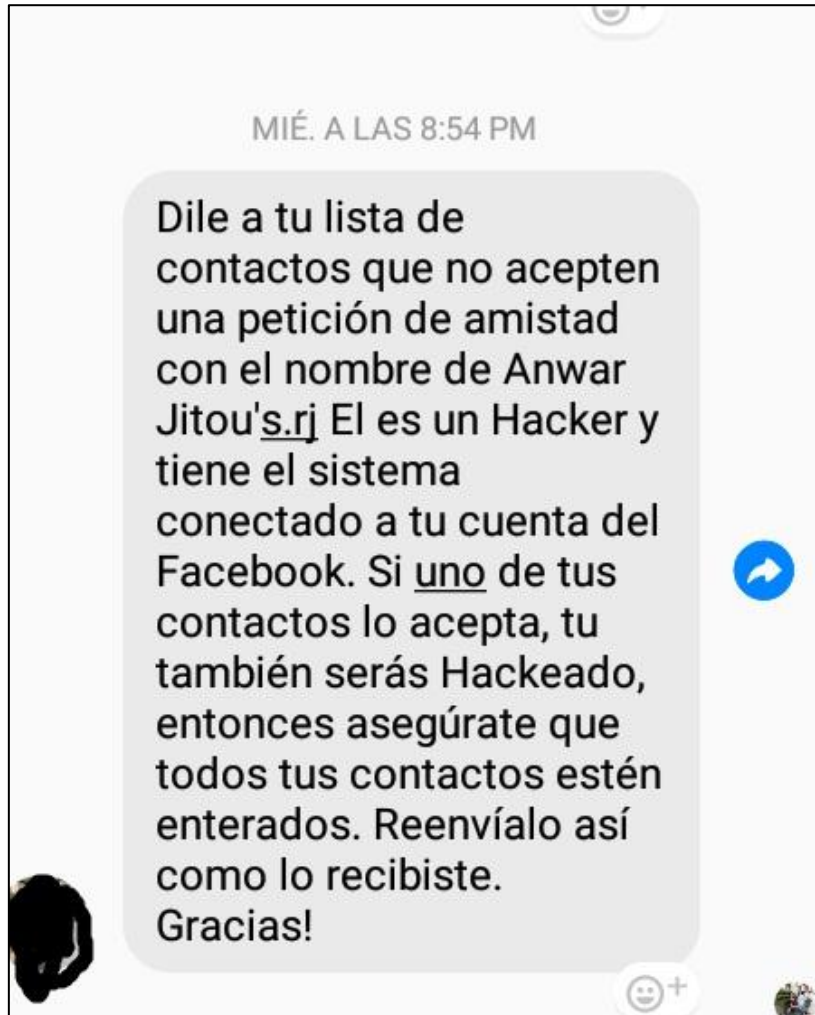 MIÉ. A LAS 8:54 PM
Dile a tu lista de
contactos que no acepten
una petición de amistad
con el nombre de Anwar
Jitou's.rj El es un Hacker y
tiene el sistema
conectado a tu cuenta del
Facebook. Si uno de tus
contactos lo acepta, tu
también serás Hackeado,
entonces asegúrate que
todos tus contactos estén
enterados. Reenvíalo así
como lo recibiste.
Gracias!